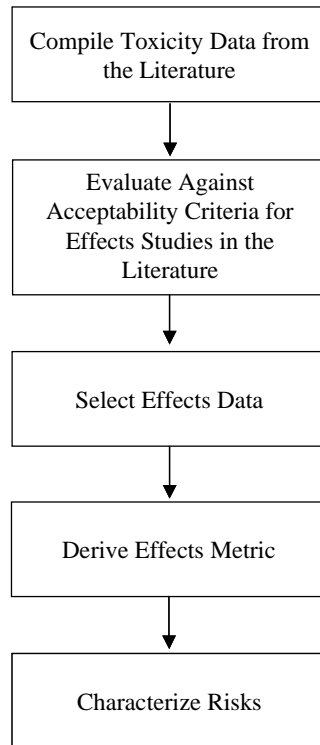 Compile Toxicity Data from
the Literature
Evaluate Against
Acceptability Criteria for
Effects Studies in the
Literature
Select Effects Data
Derive Effects Metric
Characterize Risks